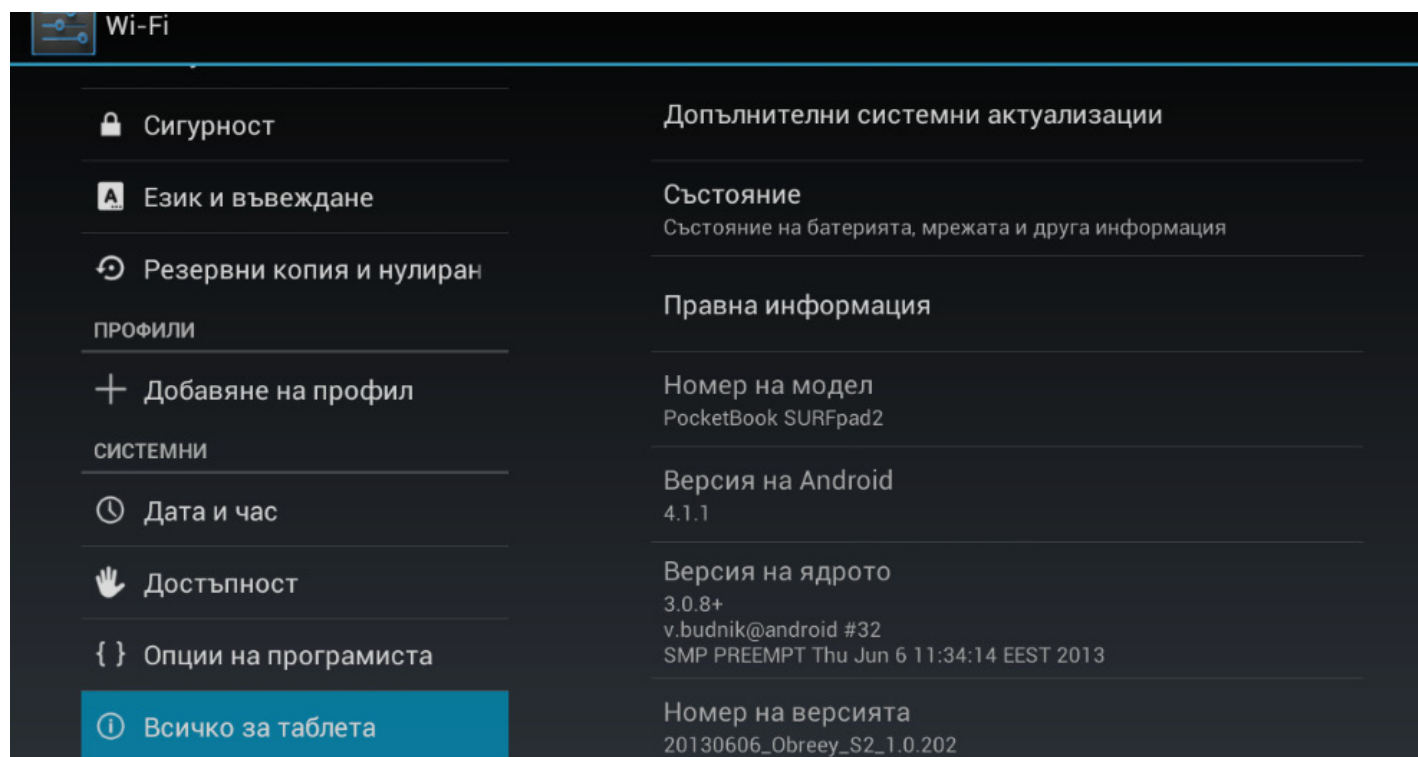 Wi-Fi
Сигурност
Език и въвеждане
Резервни копия и нулиран
ПРОФИЛИ
Добавяне на профил
СИСТЕМНИ
Дата и час
Достъпност
{ } Опции на програмиста
Всичко за таблета
Допълнителни системни актуализации
Състояние
Състояние на батерията, мрежата и друга информация
Правна информация
Номер на модел
PocketBook SURFpad2
Версия на Android
4.1.1
Версия на ядрото
3.0.8+
v.budnik@android #32
SMP PREEMPT Thu Jun 6 11:34:14 EEST 2013
Номер на версията
20130606_Obreey_S2_1.0.202